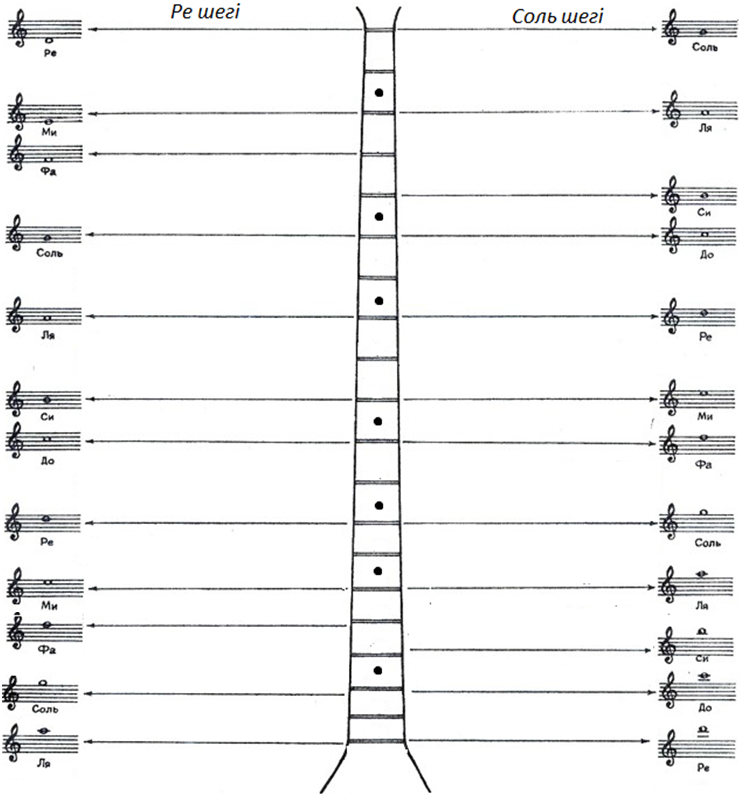 Ре шегі
Соль шегі
Ре
Соль
Ми
Ля
Фа
Си
Соль
До
Ля
Ре
Си
Ми
До
Фа
Ре
Соль
Ми
Ля
Фа
Си
Соль
До
Ля
Ре